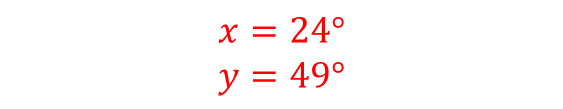 x = 24°
y = 49°